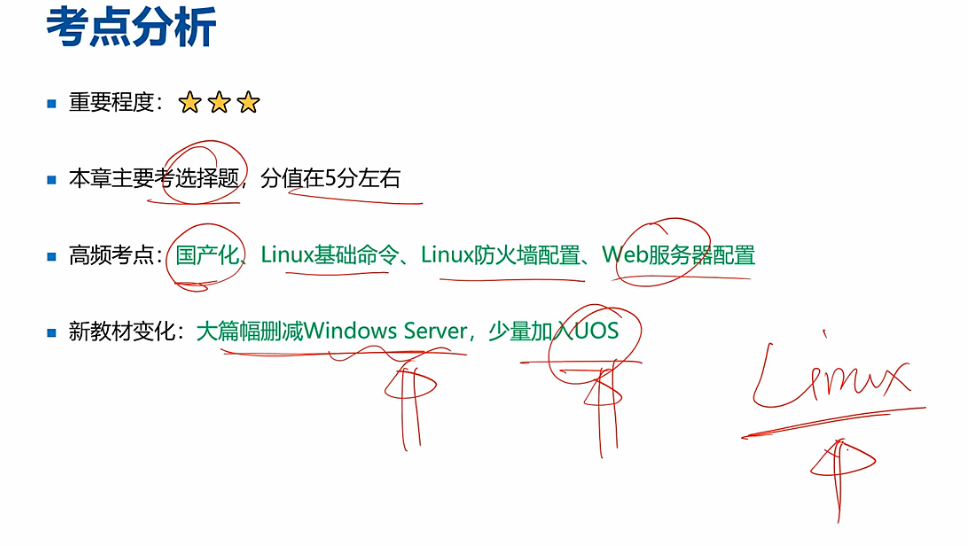 考点分析
重要程度：
本章主要考选择题，分值在5分左右
高频考点：国产化、Linux基础命令、Linux防火墙配置、Web服务器配置
新教材变化：大篇幅删减Windows Server，少量加入UOS
Linux